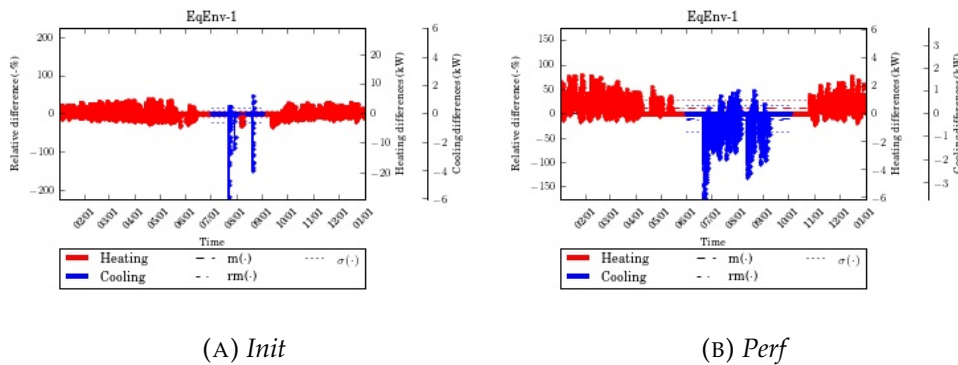 EqEnv-1
Relative difference (-%)
200
100
0
−100
−200
20
10
0
−10
−20
Heating differences (kW)
6
4
2
0
−2
−4
−6
Cooling differences (kW)
02/01 03/01 04/01 05/01 06/01 07/01 08/01 09/01 10/01 11/01 12/01 01/01
Time
Heating m(·) σ(·)
Cooling rm(·)
(A) Init
EqEnv-1
Relative difference (-%)
150
100
50
0
−50
−100
−150
6
4
2
0
−2
−4
−6
Heating differences (kW)
3
2
1
0
−1
−2
−3
Cooling differences (kW)
02/01 03/01 04/01 05/01 06/01 07/01 08/01 09/01 10/01 11/01 12/01 01/01
Time
Heating m(·) σ(·)
Cooling rm(·)
(B) Perf